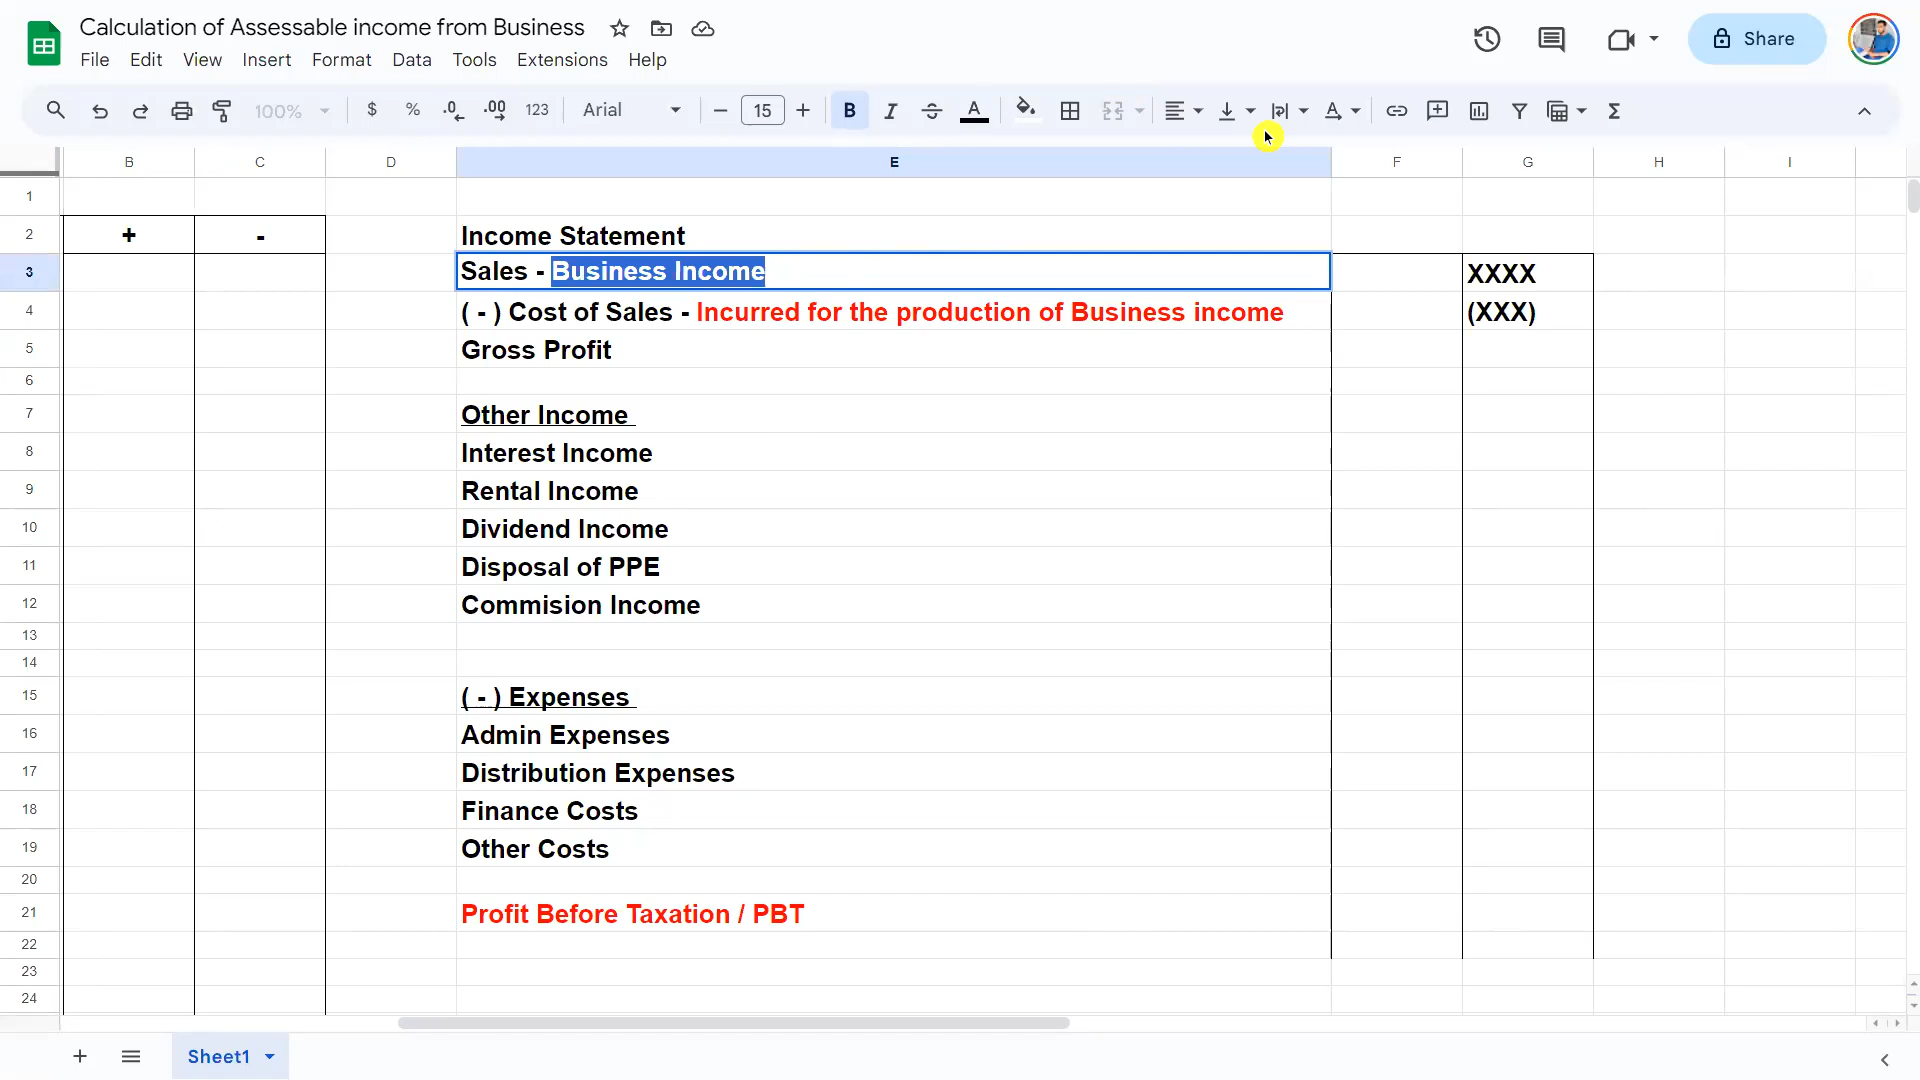 Calculation of Assessable income from Business
File Edit View Insert Format Data Tools Extensions Help
Share
100% $ % .0 .00 123 Arial 15 B I A
B C D E F G H I
1
2 + - Income Statement
3 Sales - Business Income XXXX
4 ( - ) Cost of Sales - Incurred for the production of Business income (XXX)
5 Gross Profit
6
7 Other Income
8 Interest Income
9 Rental Income
10 Dividend Income
11 Disposal of PPE
12 Commision Income
13
14
15 ( - ) Expenses
16 Admin Expenses
17 Distribution Expenses
18 Finance Costs
19 Other Costs
20
21 Profit Before Taxation / PBT
22
23
24
Sheet1